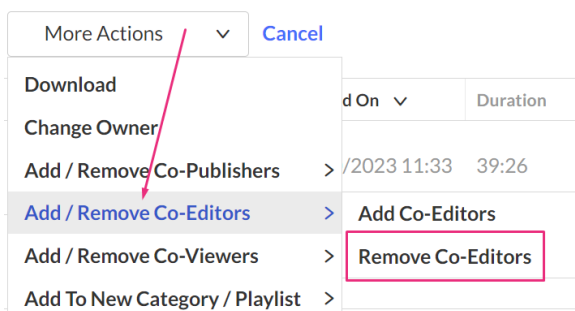 More Actions Cancel
Download
d On Duration
Change Owner
Add / Remove Co-Publishers
/2023 11:33 39:26
Add / Remove Co-Editors
Add Co-Editors
Add / Remove Co-Viewers
Remove Co-Editors
Add To New Category / Playlist